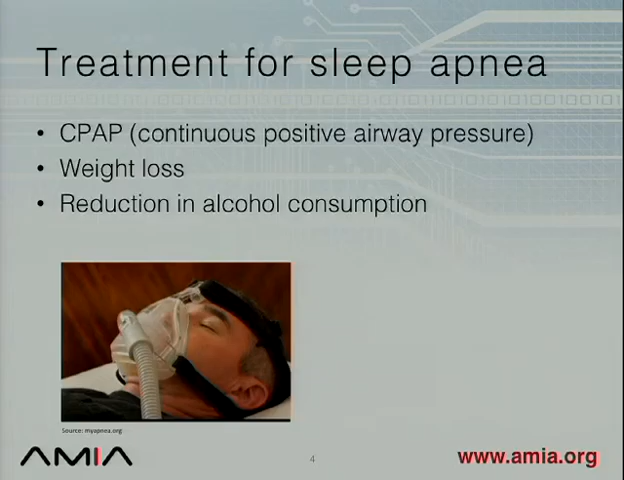 Treatment for sleep apnea
• CPAP (continuous positive airway pressure)
• Weight loss
• Reduction in alcohol consumption
Source: myapnea.org
AMIA
4
www.amia.org